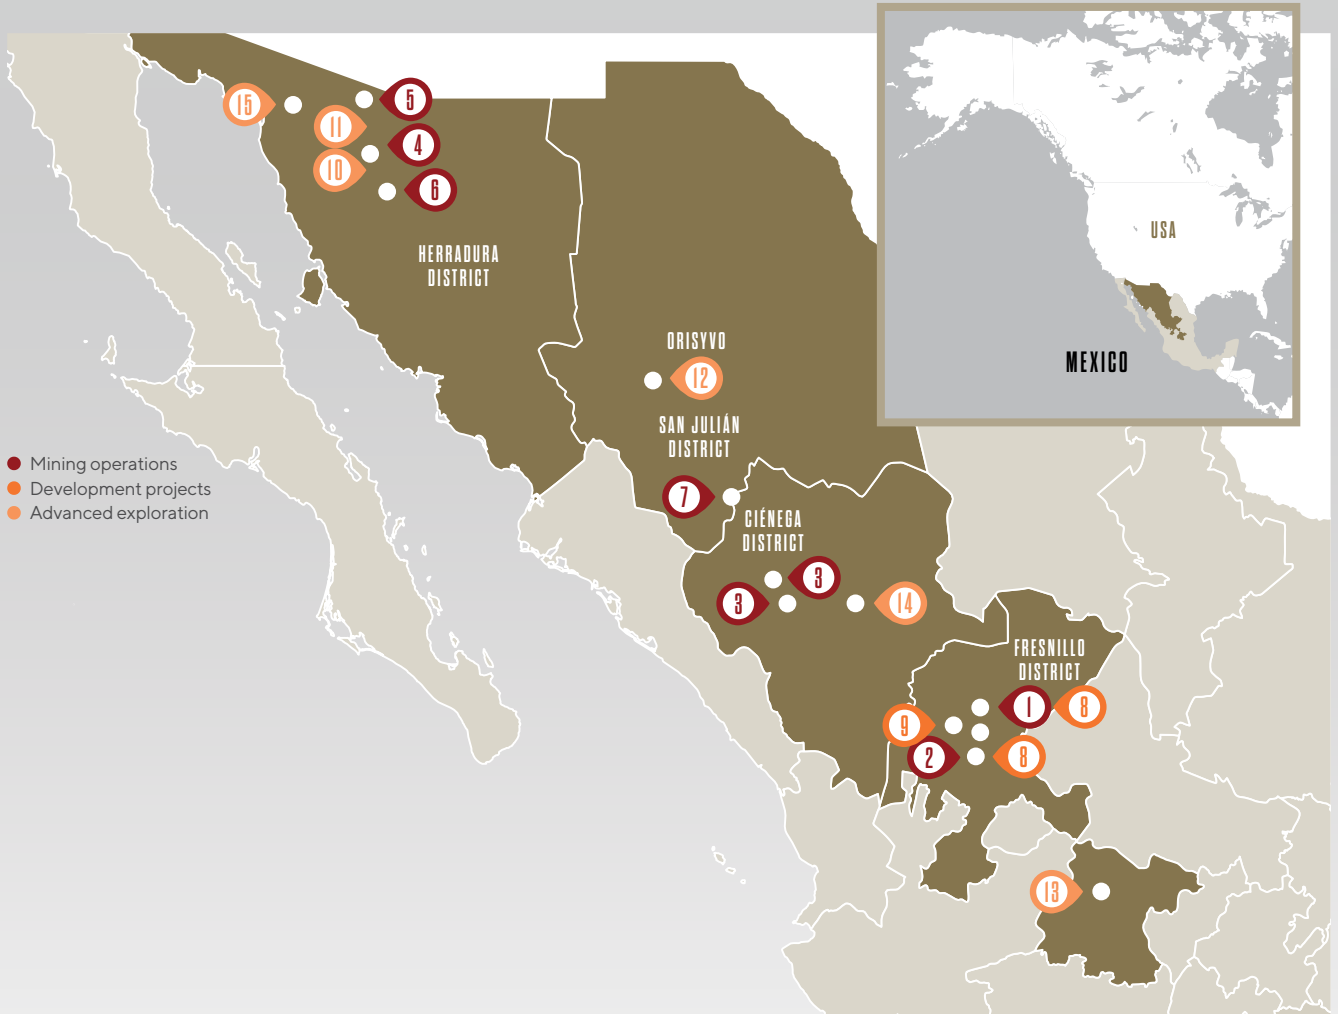 USA
MEXICO
15
5
11
4
10
6
HERRADURA
DISTRICT
ORISYVO
12
SAN JULIÁN
DISTRICT
Mining operations
Development projects
Advanced exploration
7
CIÉNEGA
DISTRICT
3
3
14
FRESNILLO
DISTRICT
1
8
9
2
8
13